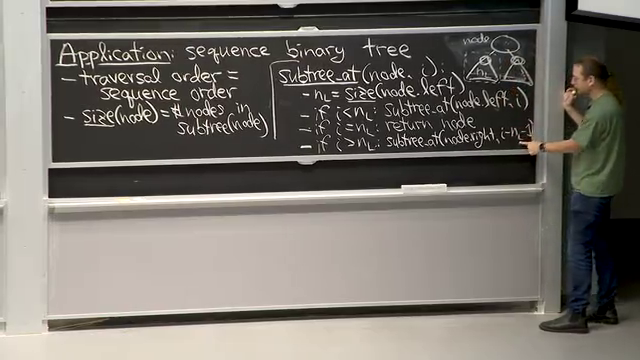 Application: sequence binary tree
- traversal order =
sequence order
- size(node) = # nodes in
subtree(node)
subtree_at(node, i):
- nL = size(node.left)
- if i < nL: subtree_at(node.left, i)
- if i = nL: return node
- if i > nL: subtree_at(node.right, i-nL-1)
node
nL